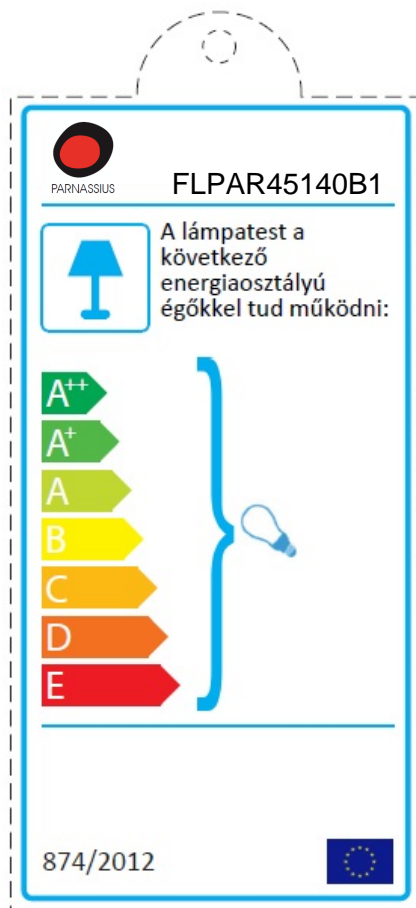 PARNASSIUS
FLPAR45140B1
A lámpatest a
következő
energiaosztályú
égőkkel tud működni:
A++
A+
A
B
C
D
E
874/2012